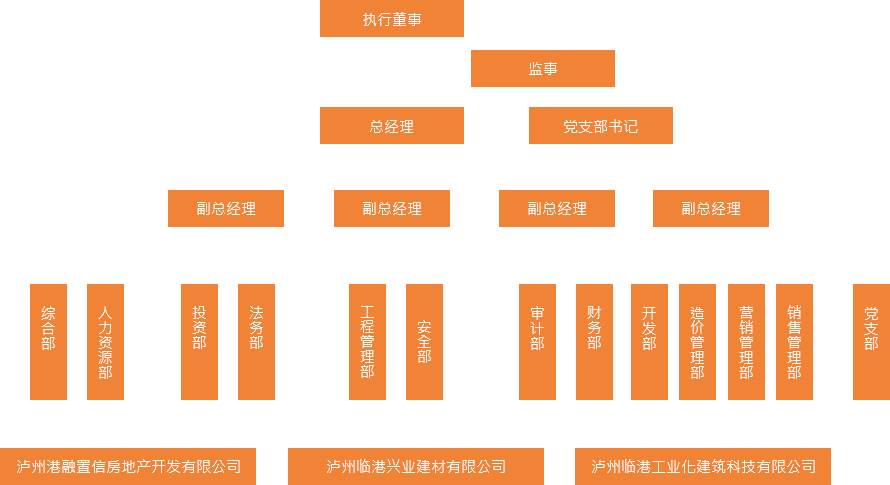 执行董事
监事
总经理
党支部书记
副总经理
副总经理
副总经理
副总经理
综合部
人力资源部
投资部
法务部
工程管理部
安全部
审计部
财务部
开发部
造价管理部
营销管理部
销售管理部
党支部
泸州港融置信房地产开发有限公司
泸州临港兴业建材有限公司
泸州临港工业化建筑科技有限公司